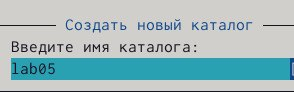 Создать новый каталог
Введите имя каталога:
lab05